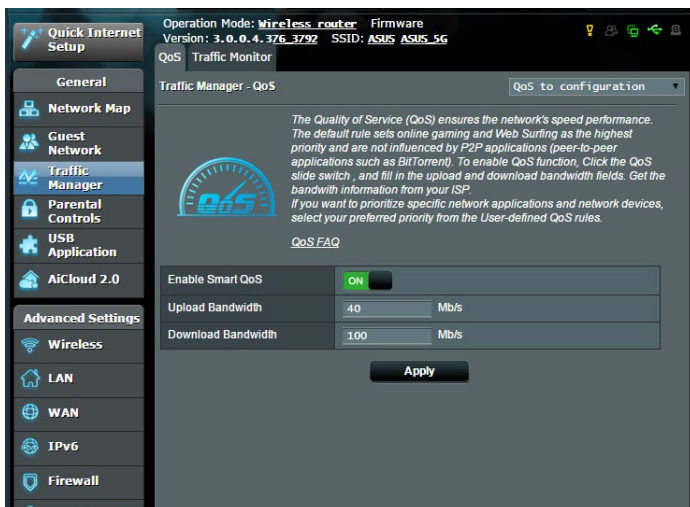 Quick Internet
Setup
Operation Mode: Wireless router Firmware
Version: 3.0.0.4.376_3792 SSID: ASUS ASUS_5G
QoS Traffic Monitor
General
Network Map
Guest
Network
Traffic
Manager
Parental
Controls
USB
Application
AiCloud 2.0
Advanced Settings
Wireless
LAN
WAN
IPv6
Firewall
Traffic Manager - QoS
QoS to configuration
The Quality of Service (QoS) ensures the network's speed performance.
The default rule sets online gaming and Web Surfing as the highest
priority and are not influenced by P2P applications (peer-to-peer
applications such as BitTorrent). To enable QoS function, Click the QoS
slide switch , and fill in the upload and download bandwidth fields. Get the
bandwith information from your ISP.
If you want to prioritize specific network applications and network devices,
select your preferred priority from the User-defined QoS rules.
QoS
QoS FAQ
Enable Smart QoS ON
Upload Bandwidth 40 Mb/s
Download Bandwidth 100 Mb/s
Apply